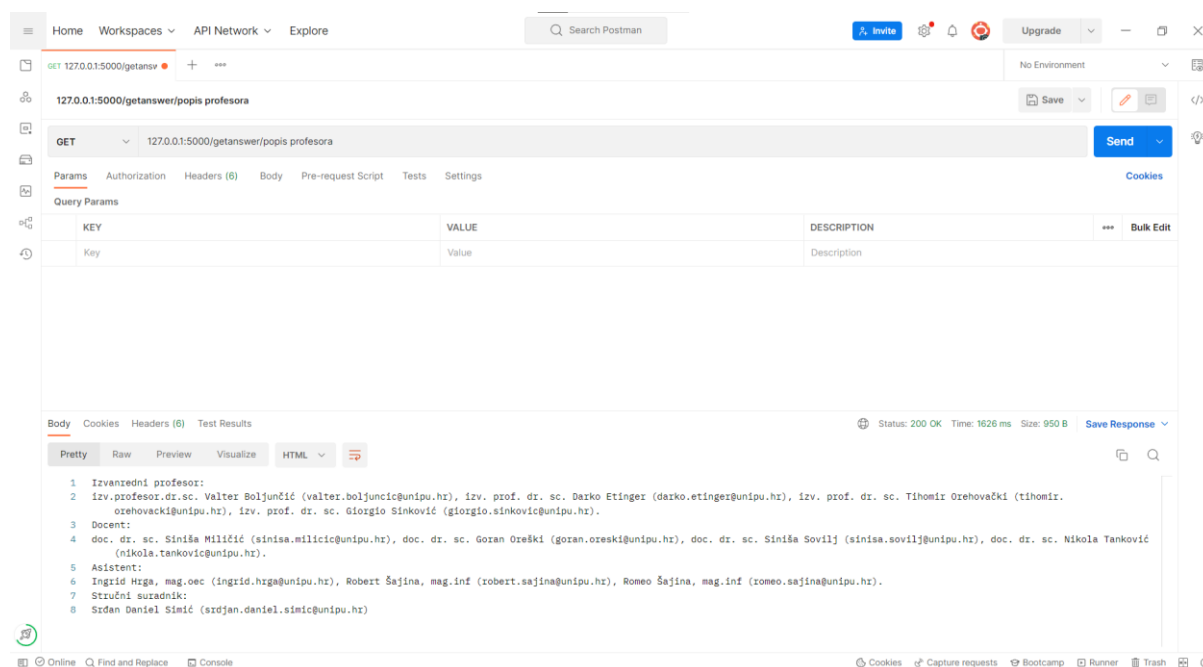 Home Workspaces API Network Explore Search Postman Invite Upgrade
GET 127.0.0.1:5000/getansw No Environment
127.0.0.1:5000/getanswer/popis profesora Save
GET 127.0.0.1:5000/getanswer/popis profesora Send
Params Authorization Headers (6) Body Pre-request Script Tests Settings Cookies
Query Params
KEY VALUE DESCRIPTION Bulk Edit
Key Value Description
Body Cookies Headers (6) Test Results Status: 200 OK Time: 1626 ms Size: 950 B Save Response
Pretty Raw Preview Visualize HTML
1 Izvanredni profesor:
2 izv.profesor.dr.sc. Valter Boljunčić (valter.boljuncic@unipu.hr), izv. prof. dr. sc. Darko Etinger (darko.etinger@unipu.hr), izv. prof. dr. sc. Tihomir Orehovački (tihomir.
orehovacki@unipu.hr), izv. prof. dr. sc. Giorgio Sinković (giorgio.sinkovic@unipu.hr).
3 Docent:
4 doc. dr. sc. Siniša Miličić (sinisa.milicic@unipu.hr), doc. dr. sc. Goran Oreški (goran.oreski@unipu.hr), doc. dr. sc. Siniša Sovilj (sinisa.sovilj@unipu.hr), doc. dr. sc. Nikola Tanković
(nikola.tankovic@unipu.hr).
5 Asistent:
6 Ingrid Hrga, mag.oec (ingrid.hrga@unipu.hr), Robert Šajina, mag.inf (robert.sajina@unipu.hr), Romeo Šajina, mag.inf (romeo.sajina@unipu.hr).
7 Stručni suradnik:
8 Srđan Daniel Simić (srdjan.daniel.simic@unipu.hr)
Online Find and Replace Console Cookies Capture requests Bootcamp Runner Trash